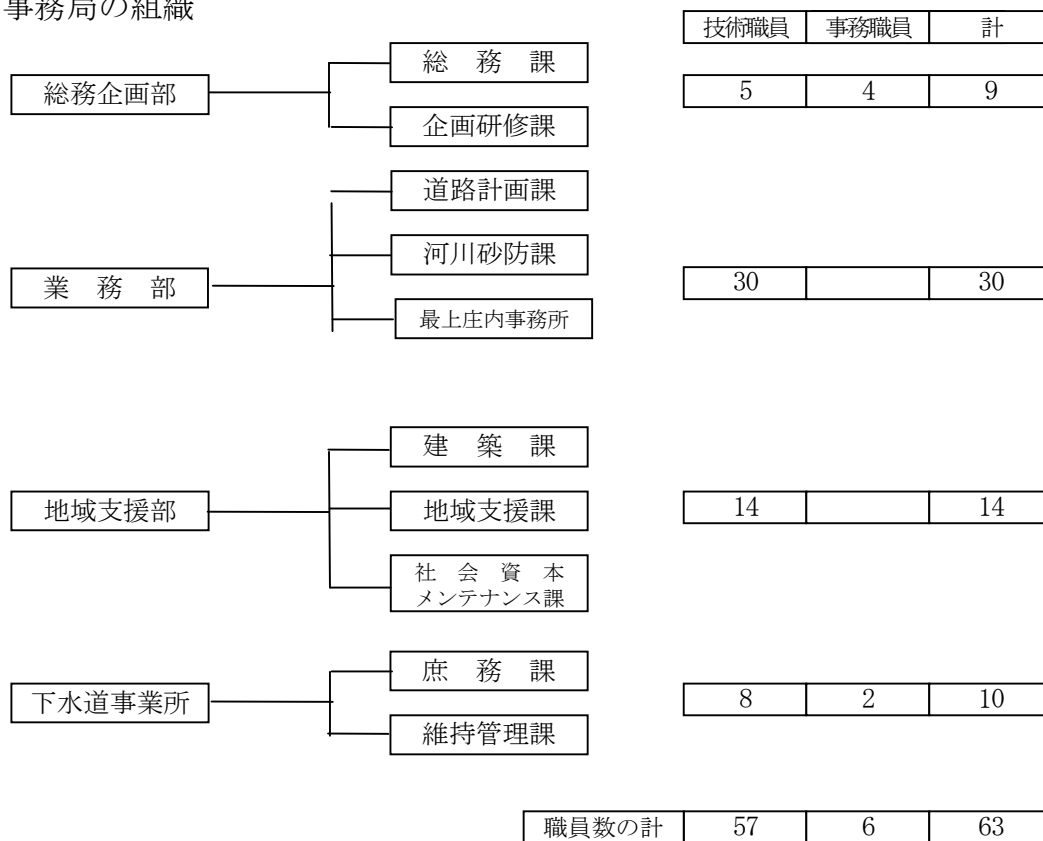 事務局の組織
技術職員 事務職員 計
総務企画部 総務課 5 4 9
企画研修課
道路計画課
河川砂防課
業務部 30 30
最上庄内事務所
建築課
地域支援部 地域支援課 14 14
社会資本
メンテナンス課
庶務課
下水道事業所 8 2 10
維持管理課
職員数の計 57 6 63